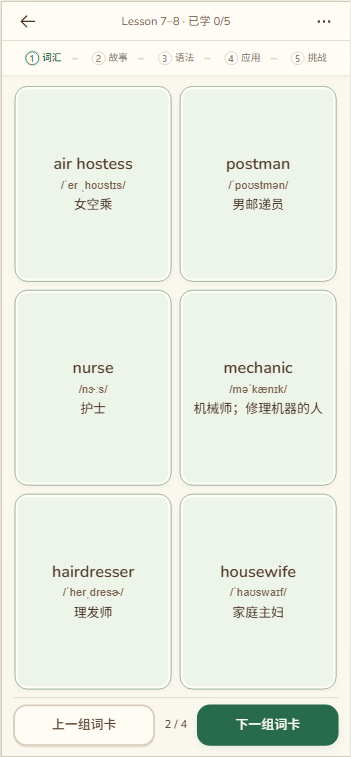 Lesson 7–8 · 已学 0/5
1 词汇 – 2 故事 – 3 语法 – 4 应用 – 5 挑战
air hostess
/ˈer ˌhoʊstɪs/
女空乘
postman
/ˈpoʊstmən/
男邮递员
nurse
/nɝːs/
护士
mechanic
/məˈkænɪk/
机械师；修理机器的人
hairdresser
/ˈherˌdresɚ/
理发师
housewife
/ˈhaʊswaɪf/
家庭主妇
上一组词卡
2 / 4
下一组词卡